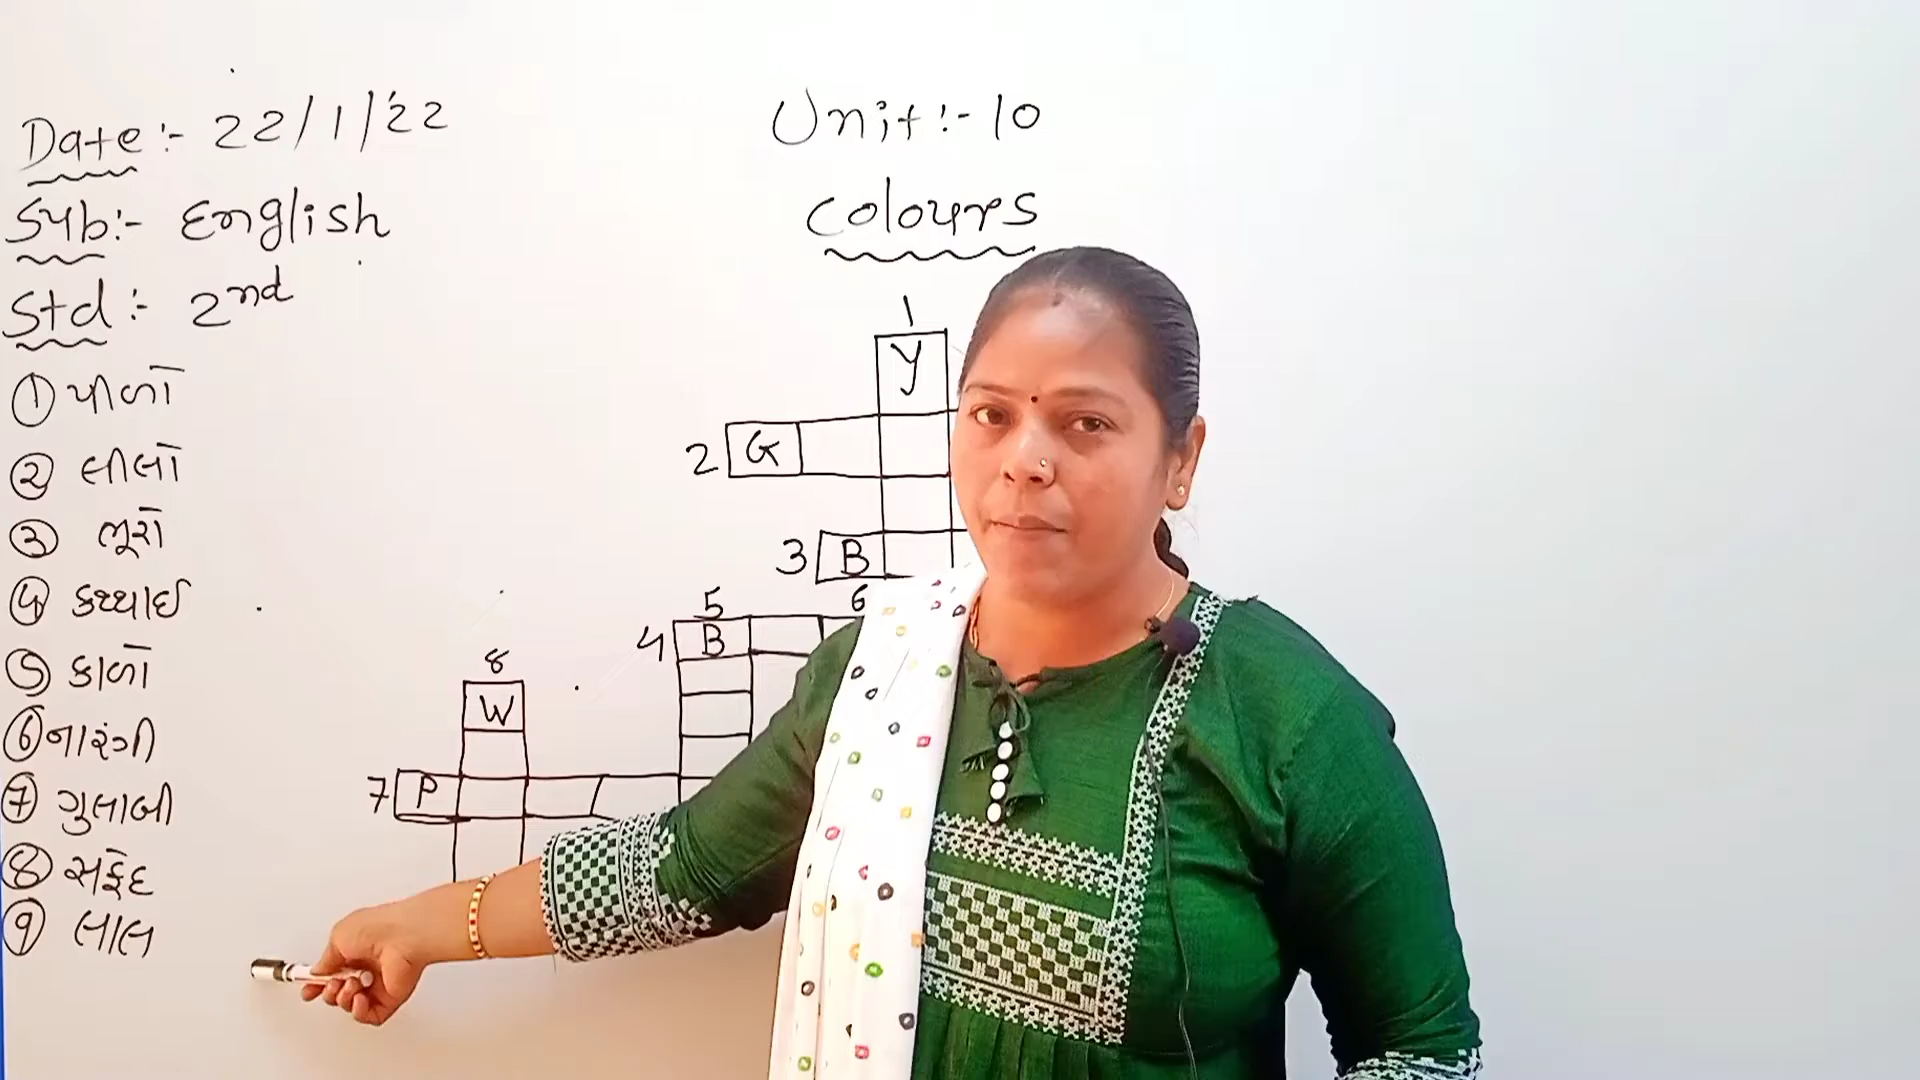 Date :- 22/1/22
Sub:- English
Std :- 2nd
Unit :- 10
Colours
① પીળો
② લીલો
③ ભૂરો
④ કથ્થાઈ
⑤ કાળો
⑥ નારંગી
⑦ ગુલાબી
⑧ સફેદ
⑨ લાલ
1
Y
2 G
3 B
5 6
4 B
8
W
7 P